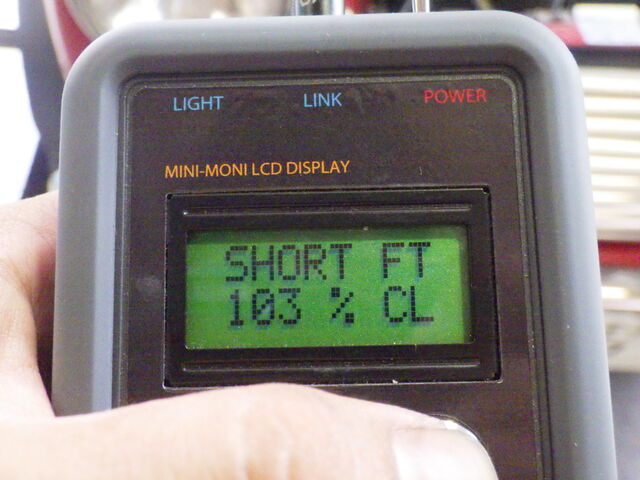 LIGHT LINK POWER
MINI-MONI LCD DISPLAY
SHORT FT
103 % CL